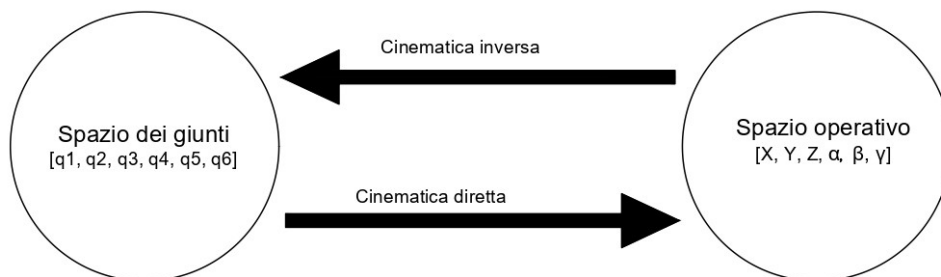 Cinematica inversa
Spazio dei giunti
[q1, q2, q3, q4, q5, q6]
Spazio operativo
[X, Y, Z, α, β, γ]
Cinematica diretta